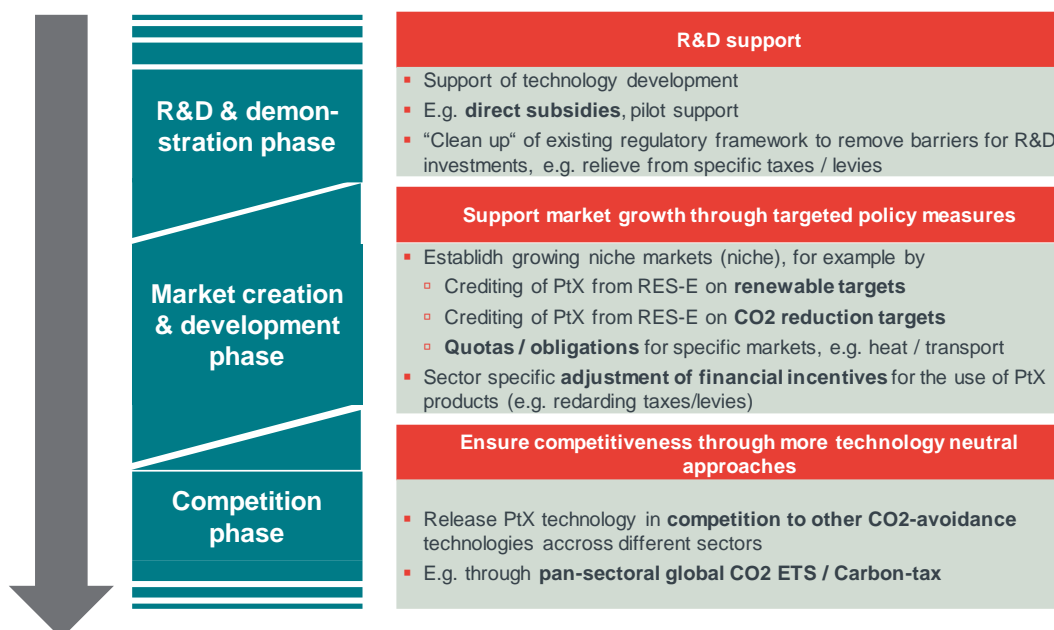 R&D & demon-
stration phase
R&D support
▪ Support of technology development
▪ E.g. direct subsidies, pilot support
▪ “Clean up“ of existing regulatory framework to remove barriers for R&D
investments, e.g. relieve from specific taxes / levies
Market creation
& development
phase
Support market growth through targeted policy measures
▪ Establidh growing niche markets (niche), for example by
▫ Crediting of PtX from RES-E on renewable targets
▫ Crediting of PtX from RES-E on CO2 reduction targets
▫ Quotas / obligations for specific markets, e.g. heat / transport
▪ Sector specific adjustment of financial incentives for the use of PtX
products (e.g. redarding taxes/levies)
Competition
phase
Ensure competitiveness through more technology neutral
approaches
▪ Release PtX technology in competition to other CO2-avoidance
technologies accross different sectors
▪ E.g. through pan-sectoral global CO2 ETS / Carbon-tax